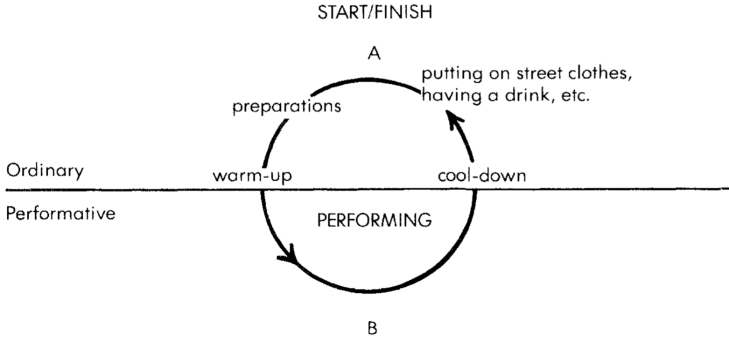 START/FINISH
A
putting on street clothes,
having a drink, etc.
preparations
Ordinary
warm-up
cool-down
Performative
PERFORMING
B